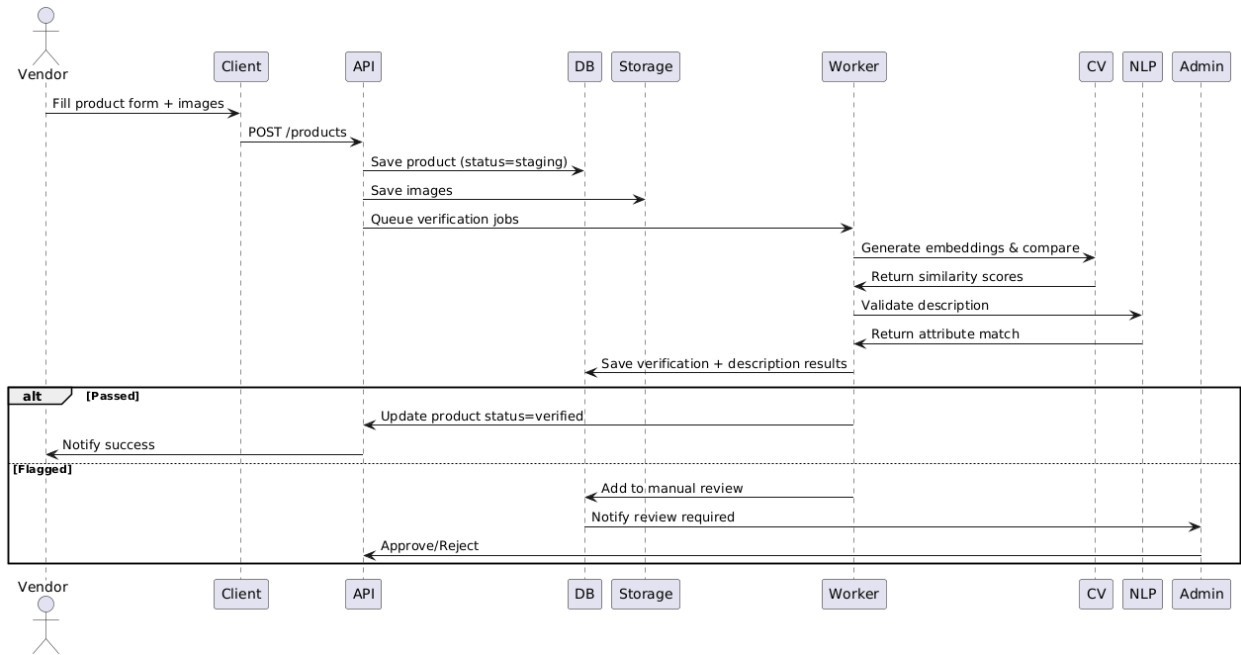 Vendor
Client
API
DB
Storage
Worker
CV
NLP
Admin
Fill product form + images
POST /products
Save product (status=staging)
Save images
Queue verification jobs
Generate embeddings & compare
Return similarity scores
Validate description
Return attribute match
Save verification + description results
alt [Passed]
Update product status=verified
Notify success
[Flagged]
Add to manual review
Notify review required
Approve/Reject
Vendor
Client
API
DB
Storage
Worker
CV
NLP
Admin